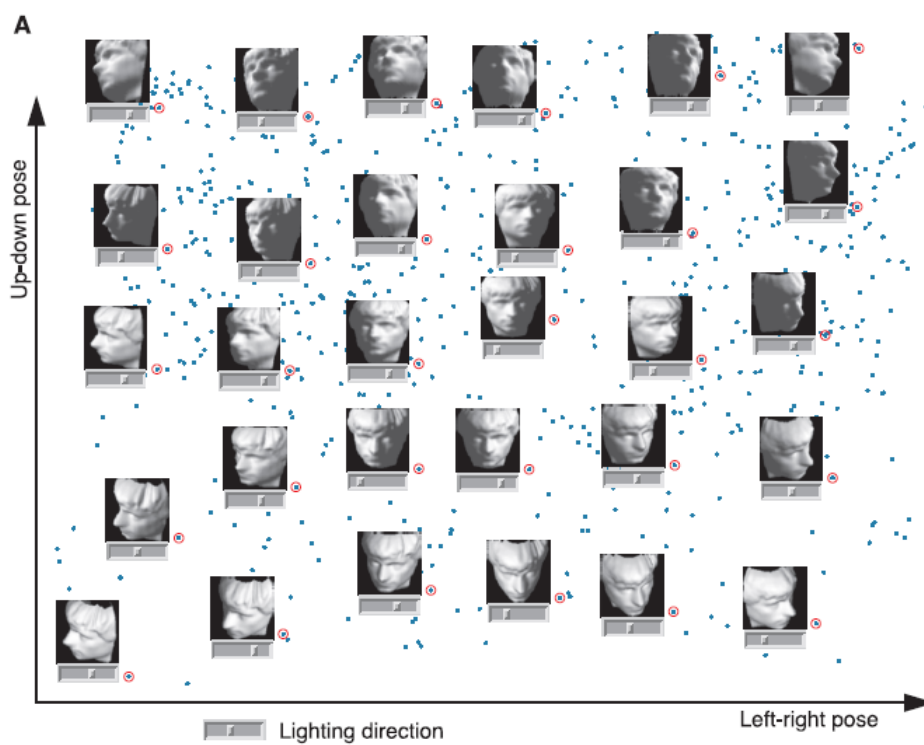 A
Up-down pose
Left-right pose
Lighting direction